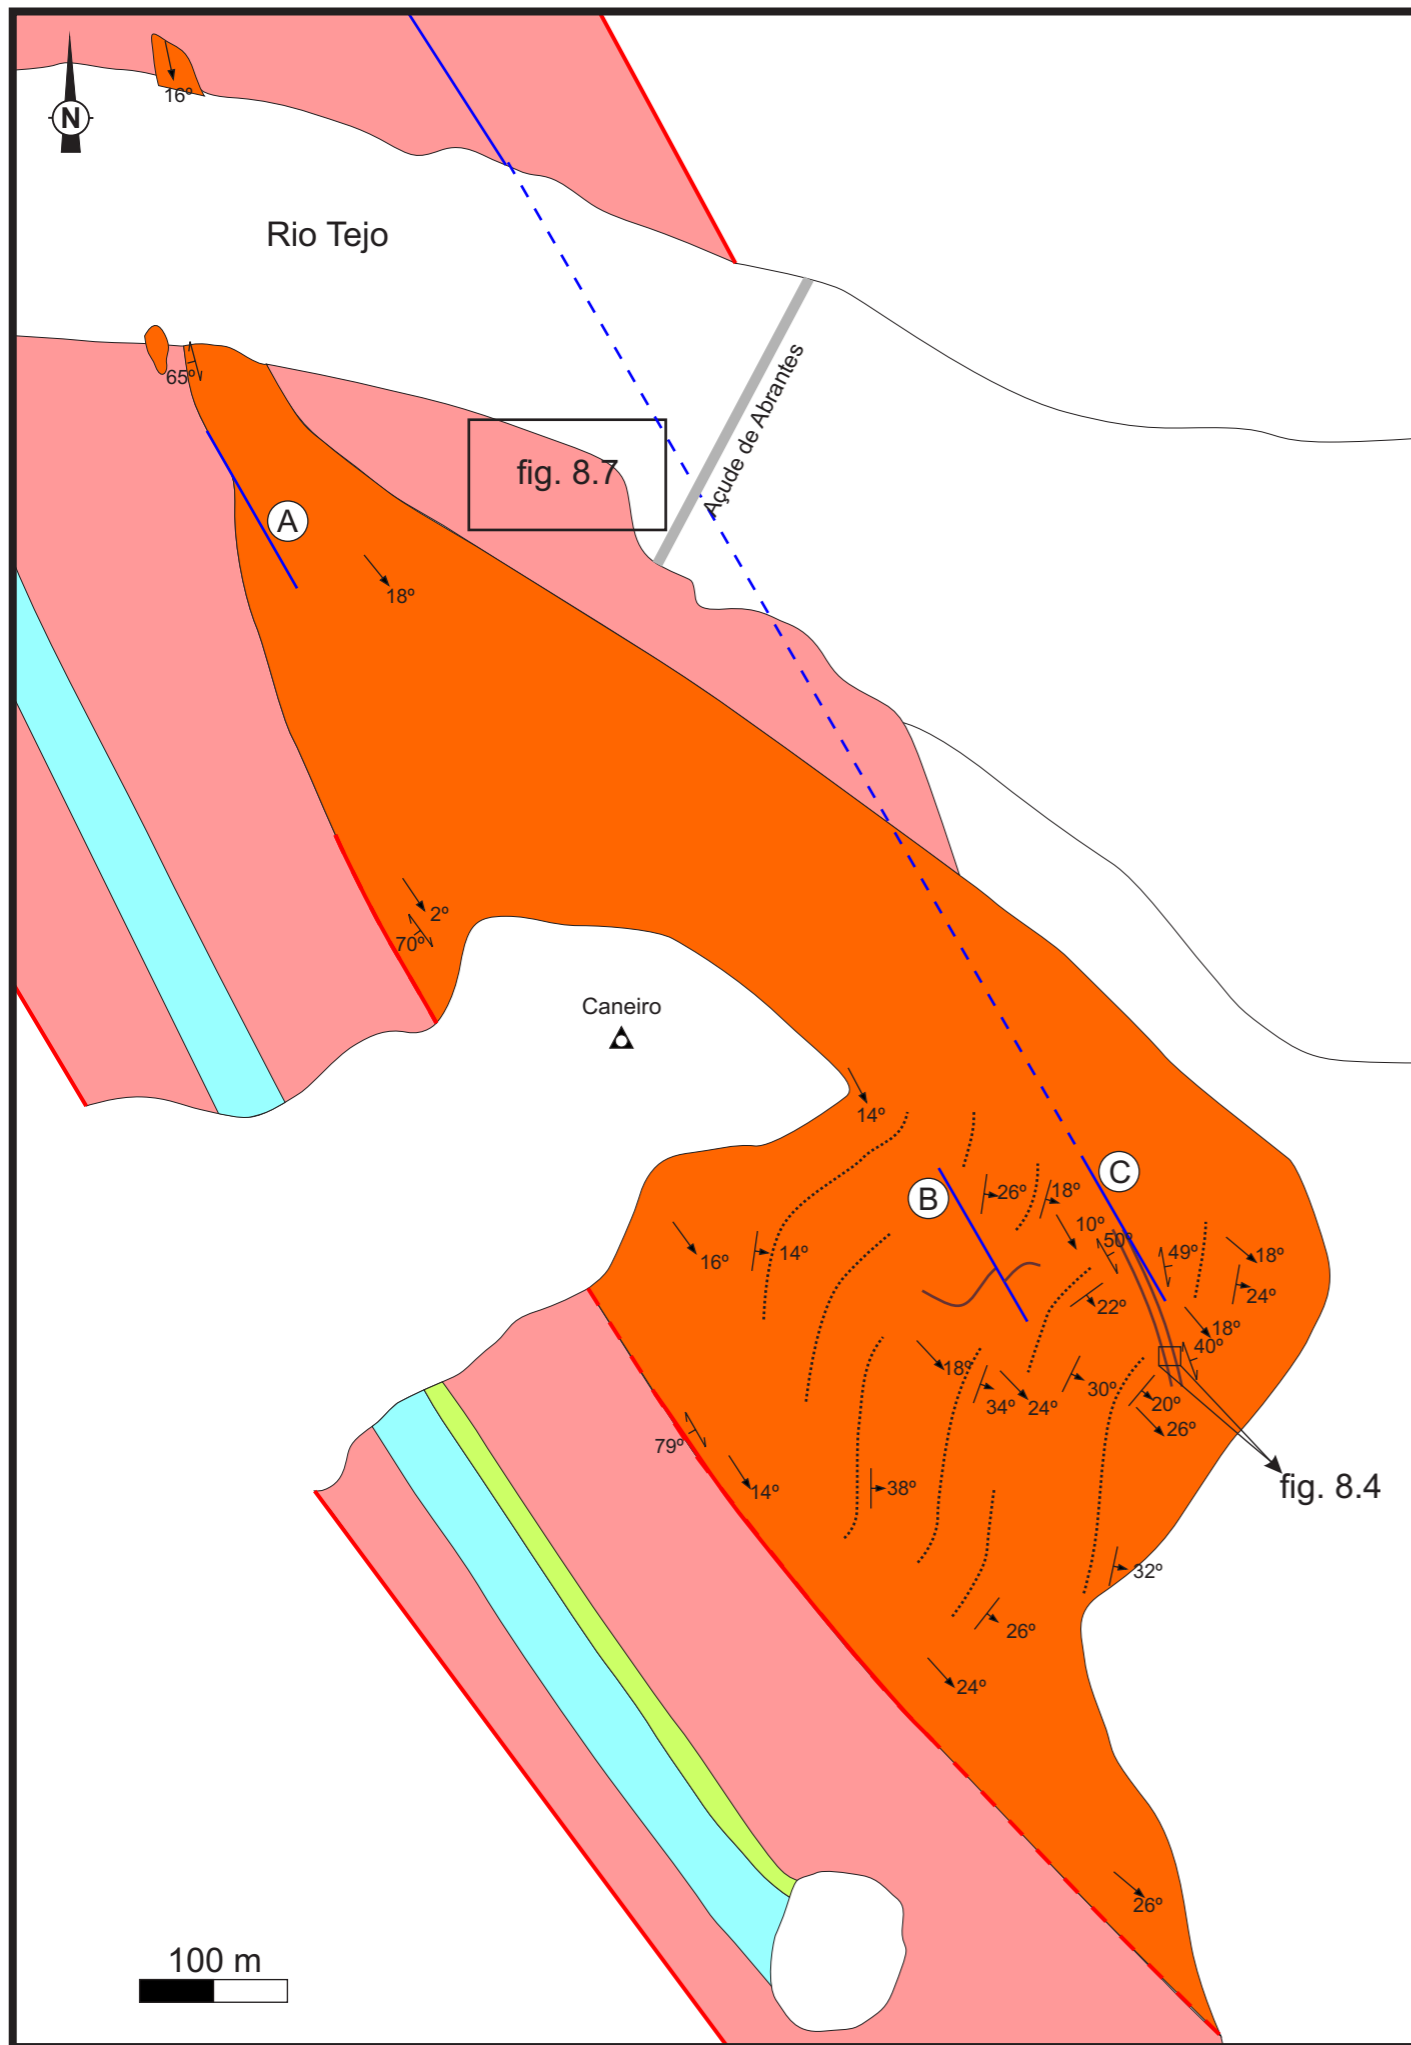 16º
N
Rio Tejo
Açude de Abrantes
65º
fig. 8.7
A
18º
2º
70º
Caneiro
14º
C
B
26º
18º
10º
50º
49º
18º
16º
14º
24º
22º
18º
40º
18º
34º
24º
30º
20º
26º
79º
14º
38º
fig. 8.4
32º
26º
24º
26º
100 m